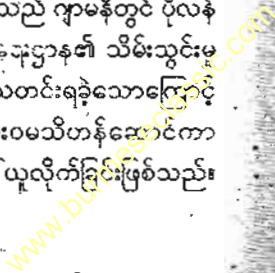 သည် ဂျာမန်တွင် ပိုလန်
ဌာန၏ သိမ်းသွင်းမှု
သတင်းရခဲ့သောကြောင့်
ဝမသိဟန်ဆောင်ကာ
ယူလိုက်ခြင်းဖြစ်သည်။
www.burmeseclassic.com